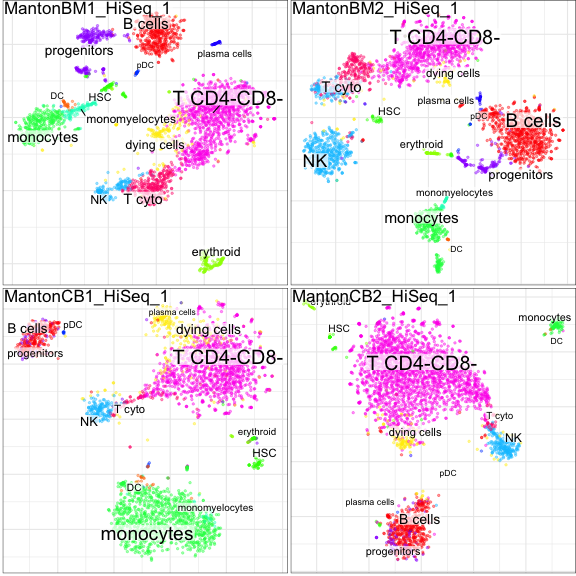 MantonBM1_HiSeq_1
B cells
progenitors
plasma cells
pDC
DC
HSC
T CD4-CD8-
monocytes
monomyelocytes
dying cells
NK
T cyto
erythroid
MantonBM2_HiSeq_1
T CD4-CD8-
dying cells
T cyto
plasma cells
HSC
pDC
B cells
erythroid
NK
progenitors
monomyelocytes
monocytes
DC
MantonCB1_HiSeq_1
plasma cells
B cells
pDC
dying cells
progenitors
T CD4-CD8-
T cyto
NK
erythroid
HSC
DC
monomyelocytes
monocytes
MantonCB2_HiSeq_1
erythroid
monocytes
HSC
DC
T CD4-CD8-
T cyto
dying cells
NK
pDC
plasma cells
B cells
progenitors